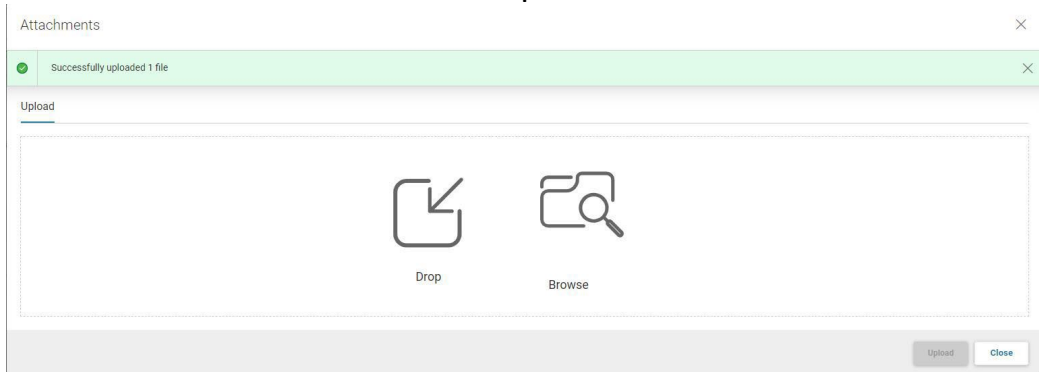 Attachments
Successfully uploaded 1 file
Upload
Drop
Browse
Upload Close